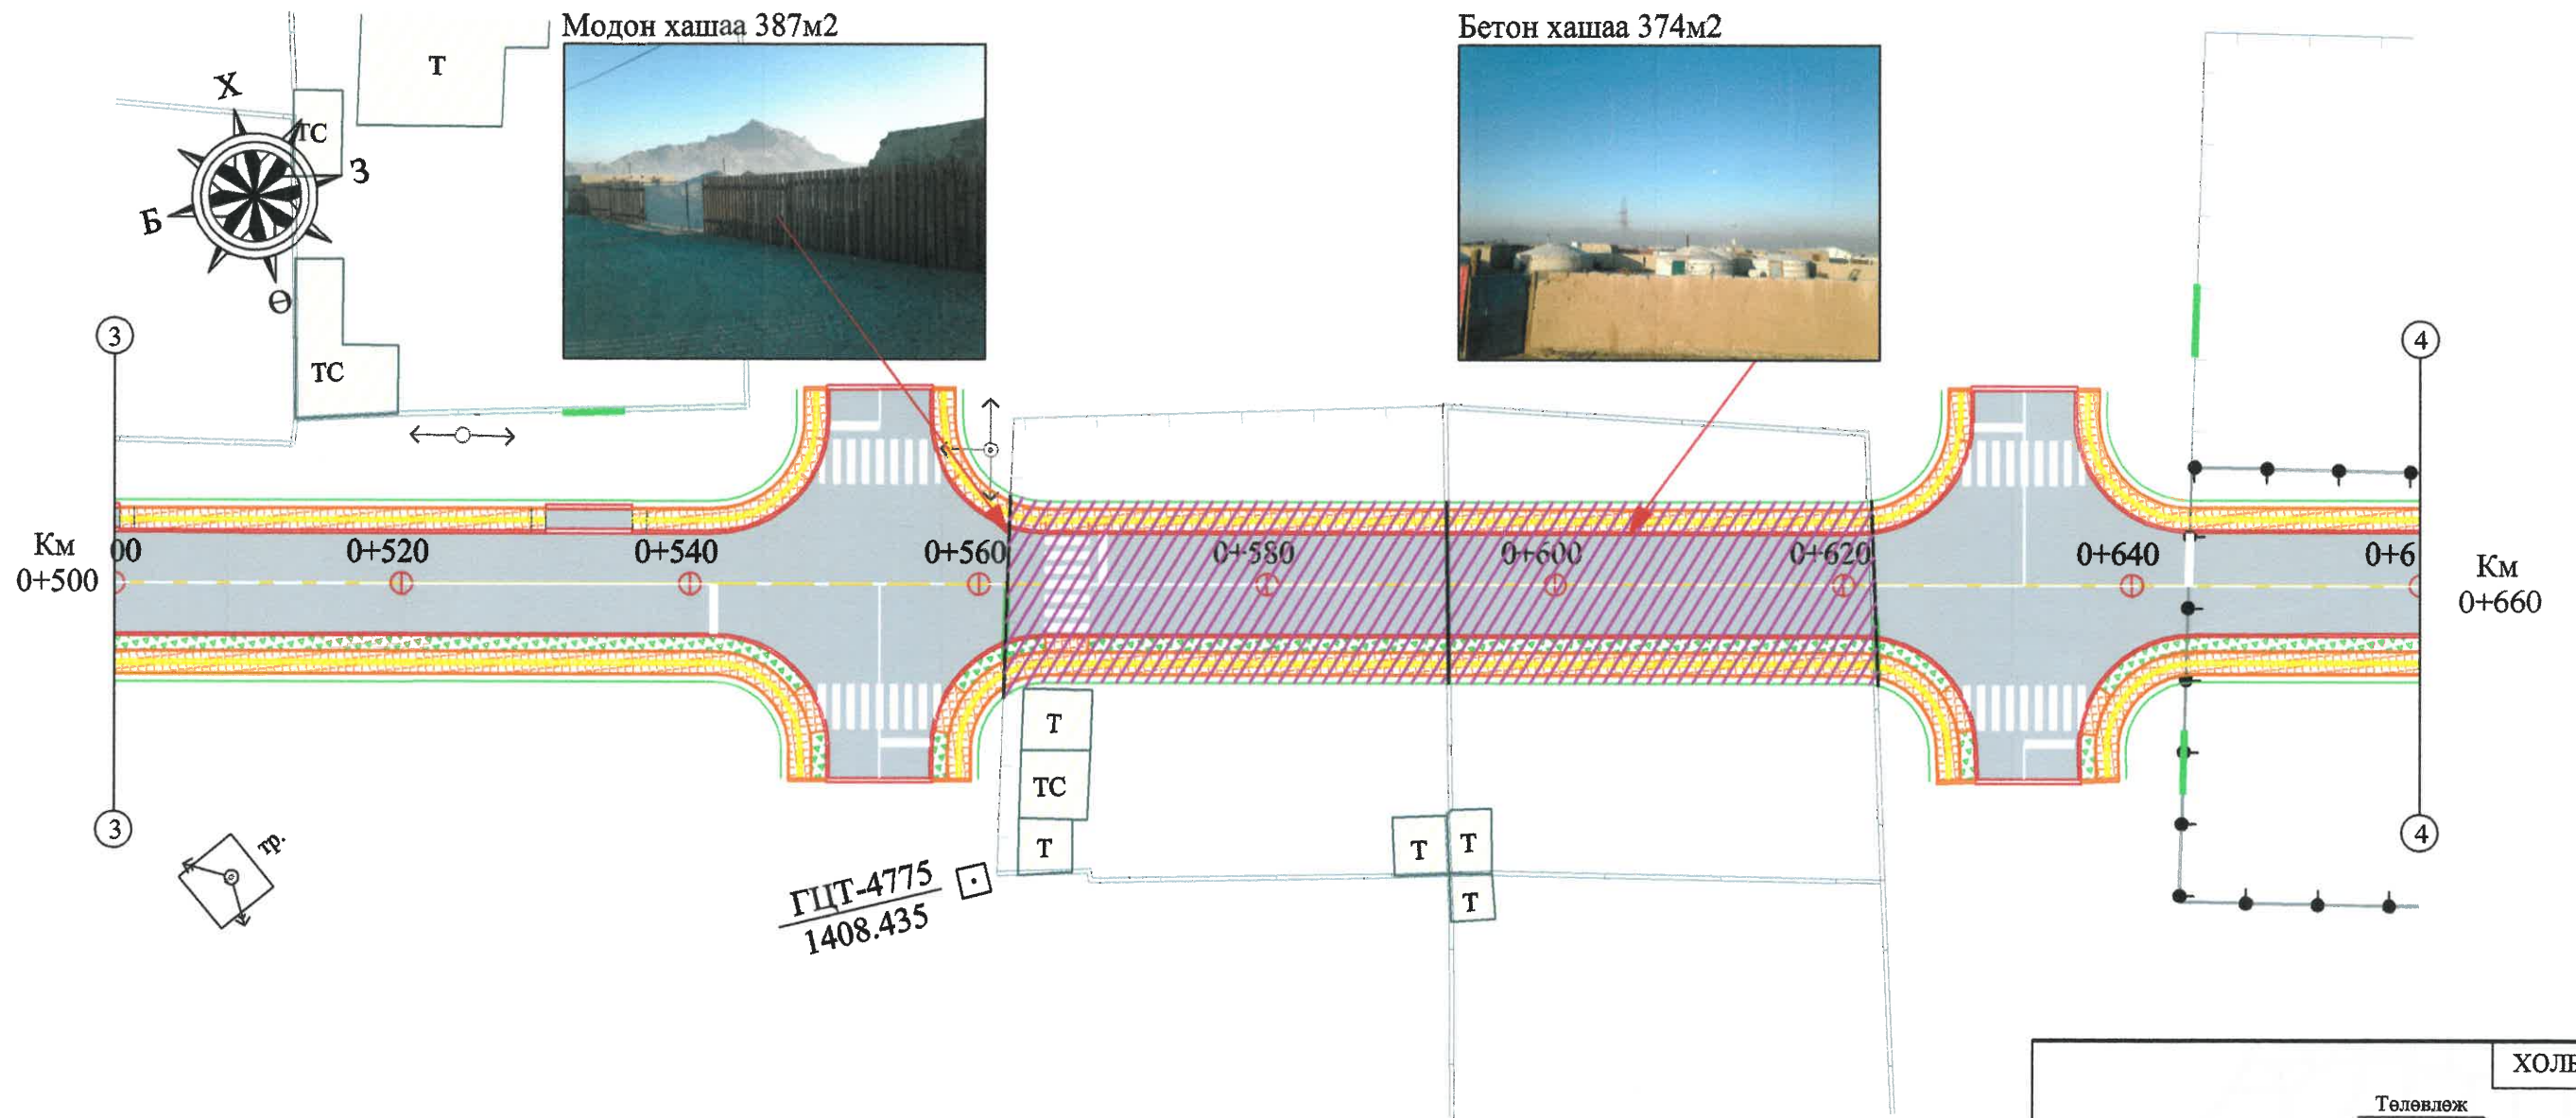 Модон хашаа 387м2
Бетон хашаа 374м2
Т
Х
ТС
З
Б
Ө
ТС
3
4
Км
0+500
00
0+520
0+540
0+560
0+580
0+600
0+620
0+640
0+6
Км
0+660
Т
ТС
Т
Т
Т
Т
3
4
тр.
ГЦТ-4775
1408.435
ХОЛБ
Төлөвлөж